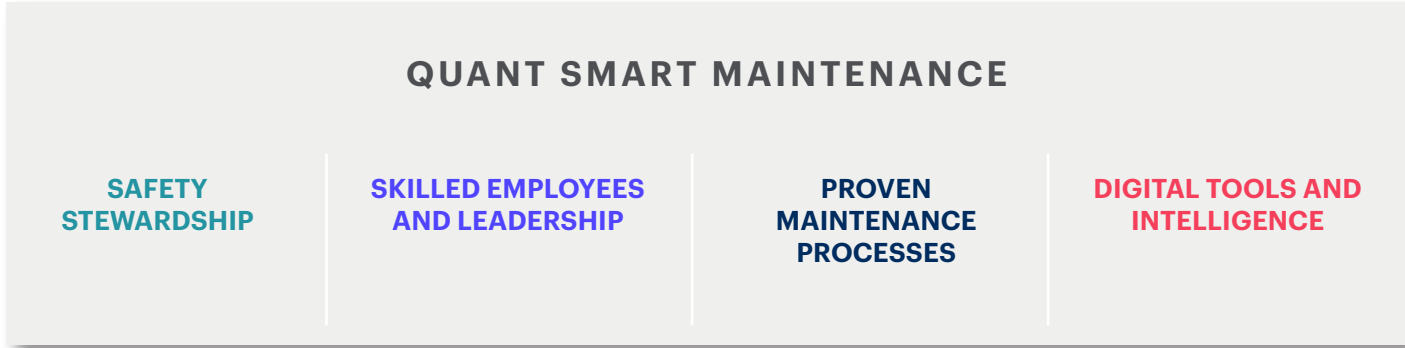 QUANT SMART MAINTENANCE
SAFETY
STEWARDSHIP
SKILLED EMPLOYEES
AND LEADERSHIP
PROVEN
MAINTENANCE
PROCESSES
DIGITAL TOOLS AND
INTELLIGENCE